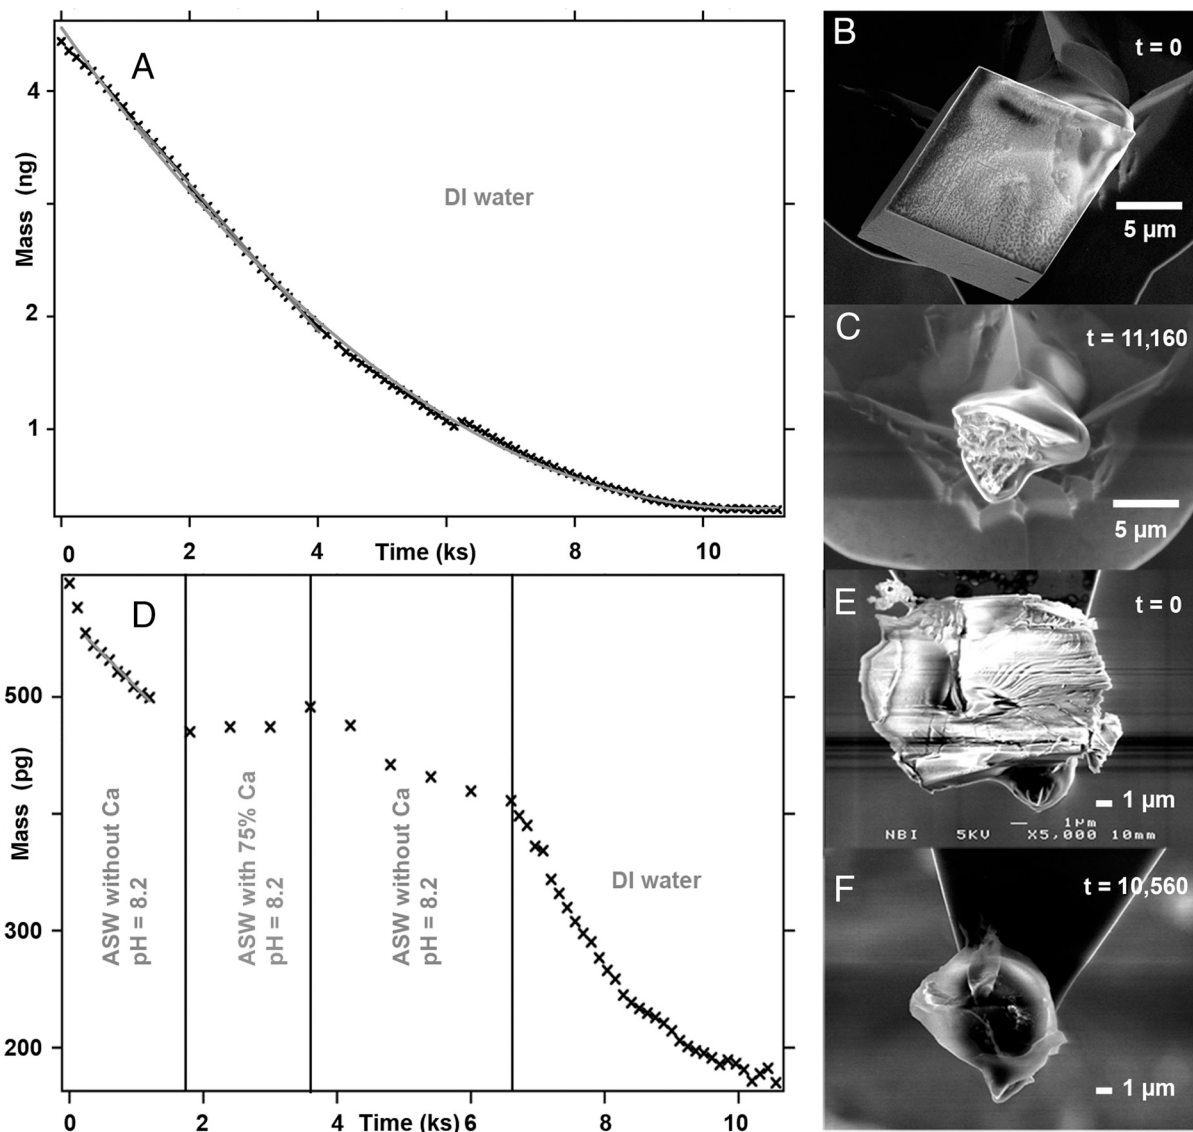 A
4
2
1
Mass (ng)
DI water
0
2
4
Time (ks)
8
10
B
t = 0
5 µm
C
t = 11,160
5 µm
D
500
300
200
Mass (pg)
ASW without Ca
pH = 8.2
ASW with 75% Ca
pH = 8.2
ASW without Ca
pH = 8.2
DI water
0
2
4
Time (ks) 6
8
10
E
t = 0
1 µm
1µm
NBI 5KV X5,000 10mm
F
t = 10,560
1 µm